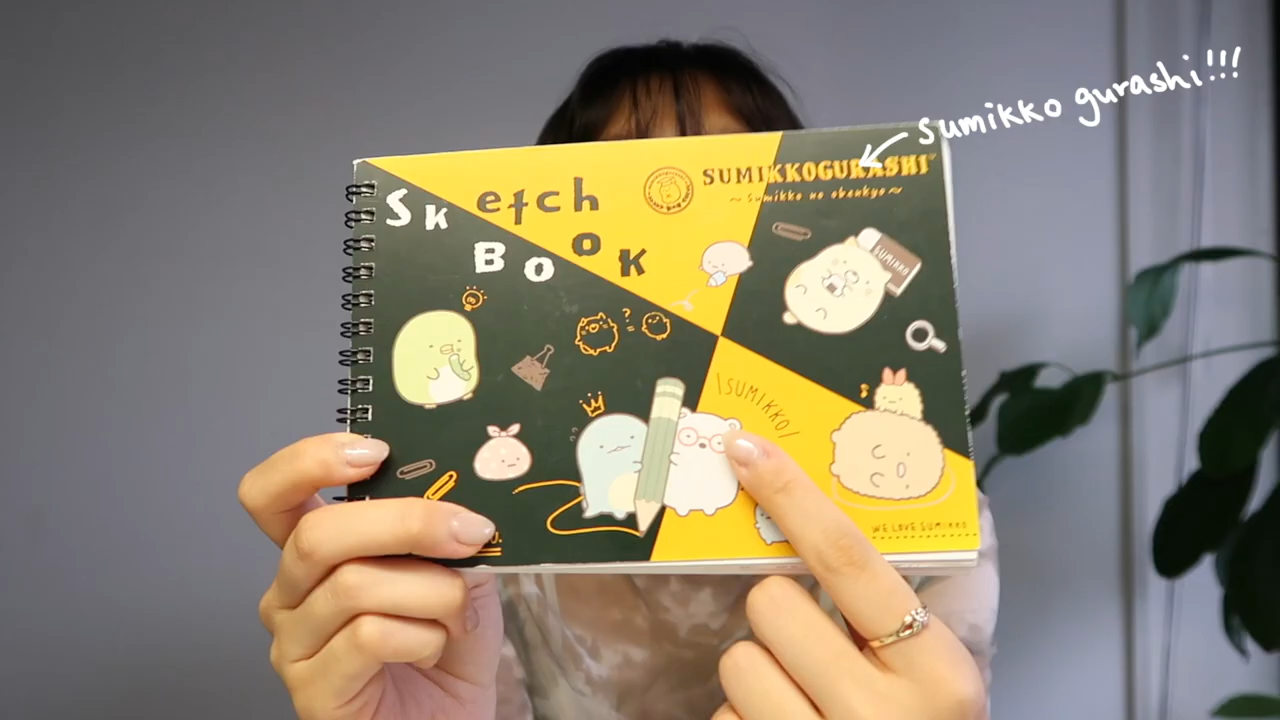 sumikko gurashi!!!
SUMIKKOGURASHI
~ Sumikko no obenkyo ~
Sketch
BOOK
SUMIKKO
? =
\SUMIKKO/
WE LOVE SUMIKKO